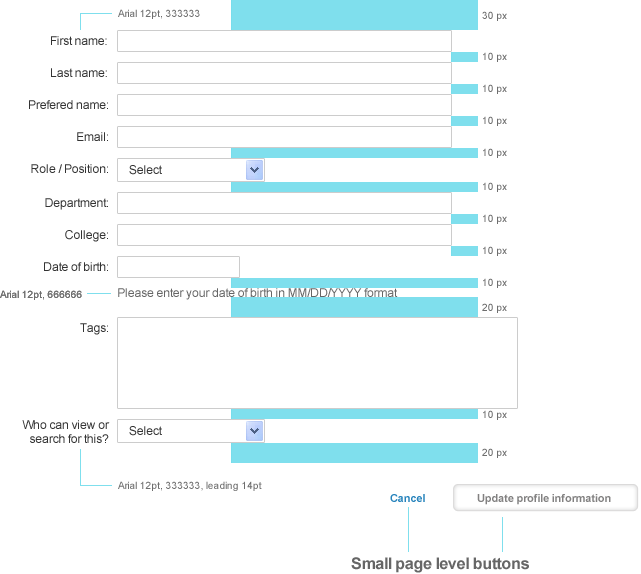 Arial 12pt, 333333
30 px
First name:
10 px
Last name:
10 px
Prefered name:
10 px
Email:
10 px
Role / Position:
Select
10 px
Department:
10 px
College:
10 px
Date of birth:
10 px
Arial 12pt, 666666
Please enter your date of birth in MM/DD/YYYY format
20 px
Tags:
10 px
Who can view or
search for this?
Select
20 px
Arial 12pt, 333333, leading 14pt
Cancel
Update profile information
Small page level buttons